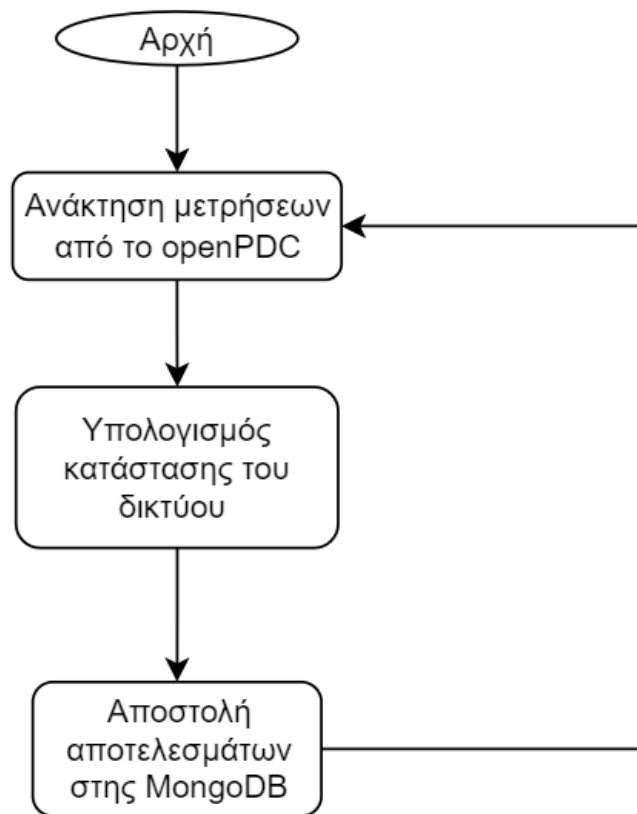 Αρχή
Ανάκτηση μετρήσεων
από το openPDC
Υπολογισμός
κατάστασης του
δικτύου
Αποστολή
αποτελεσμάτων
στης MongoDB